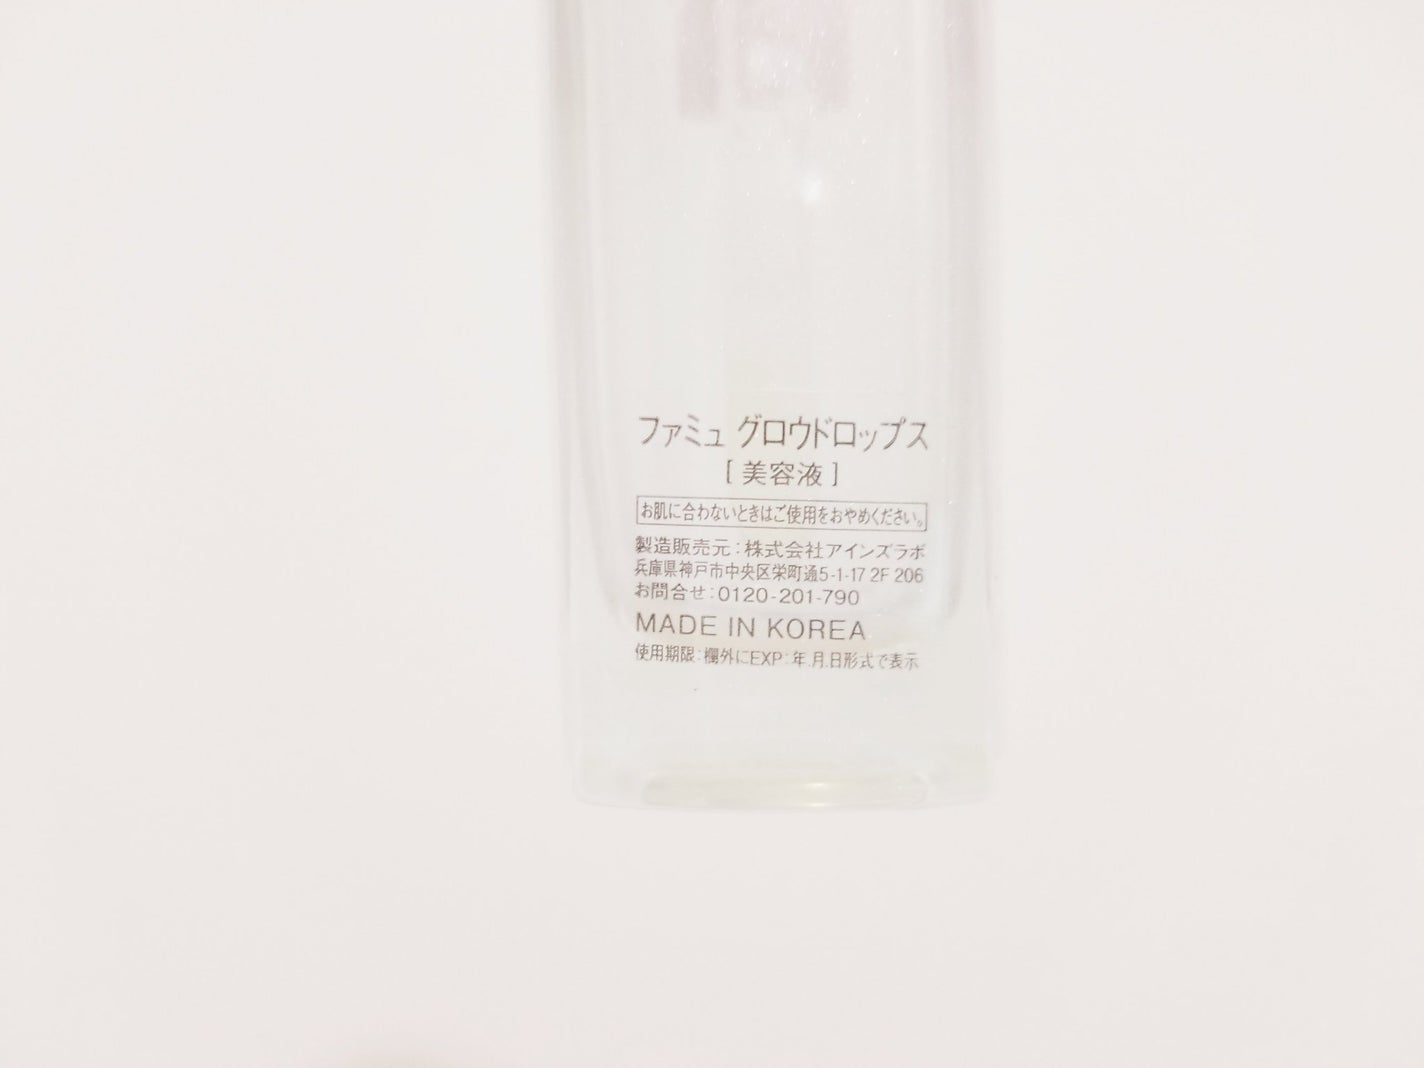 ファミュ グロウドロップス
[ 美容液 ]
お肌に合わないときはご使用をおやめください。
製造販売元：株式会社アインズラボ
兵庫県神戸市中央区栄町通5-1-17 2F 206
お問合せ：0120-201-790
MADE IN KOREA
使用期限：欄外にEXP：年.月.日形式で表示